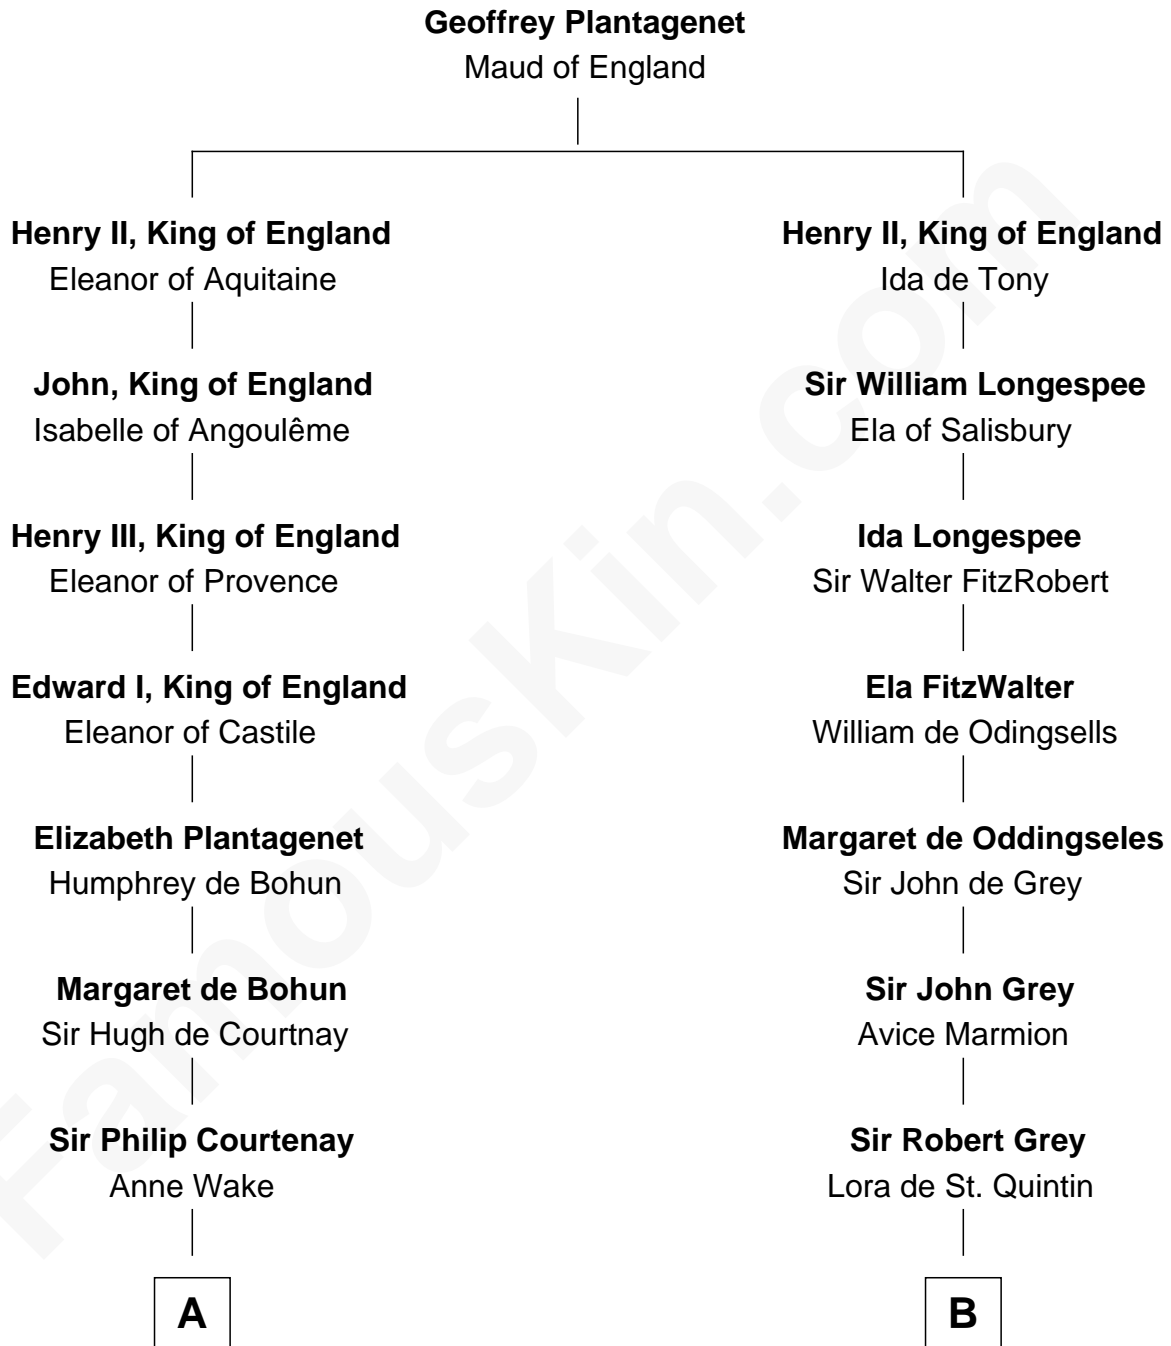 Geoffrey Plantagenet
Maud of England
Henry II, King of England
Eleanor of Aquitaine
Henry II, King of England
Ida de Tony
John, King of England
Isabelle of Angoulême
Sir William Longespee
Ela of Salisbury
Henry III, King of England
Eleanor of Provence
Ida Longespee
Sir Walter FitzRobert
Edward I, King of England
Eleanor of Castile
Ela FitzWalter
William de Odingsells
Elizabeth Plantagenet
Humphrey de Bohun
Margaret de Oddingseles
Sir John de Grey
Margaret de Bohun
Sir Hugh de Courtnay
Sir John Grey
Avice Marmion
Sir Philip Courtenay
Anne Wake
Sir Robert Grey
Lora de St. Quintin
A
B
FamousKin.com